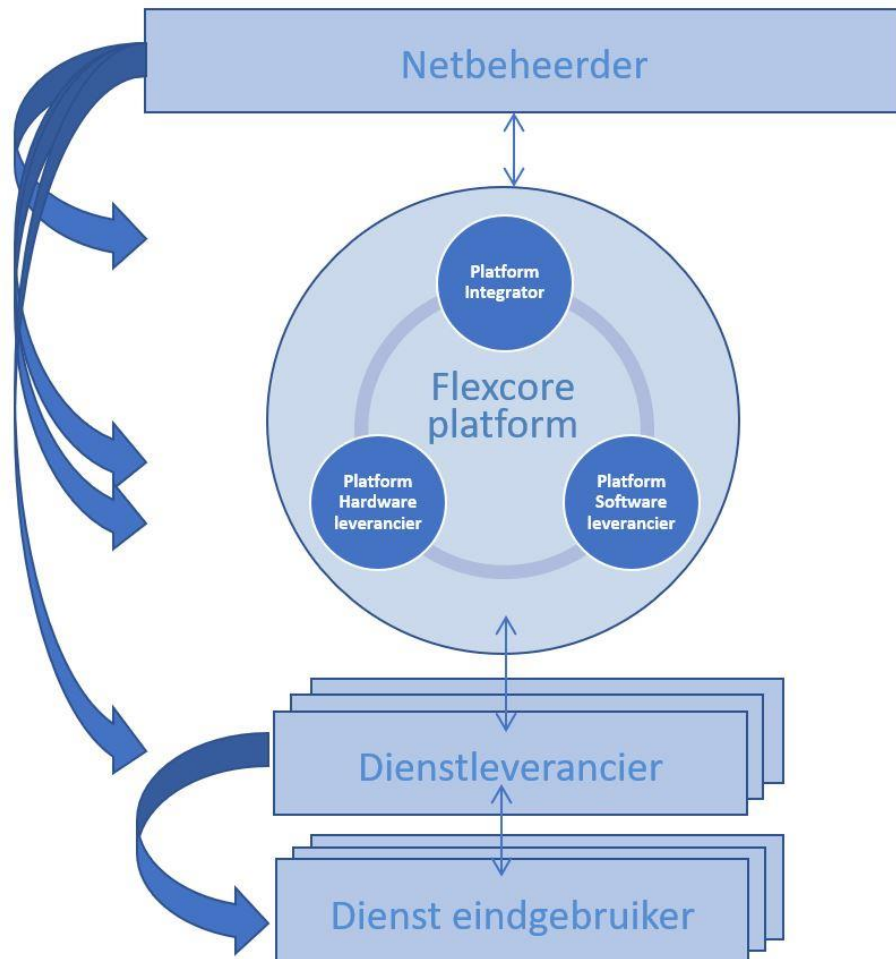 Netbeheerder
Platform
Integrator
Flexcore
platform
Platform
Hardware
leverancier
Platform
Software
leverancier
Dienstleverancier
Dienst eindgebruiker